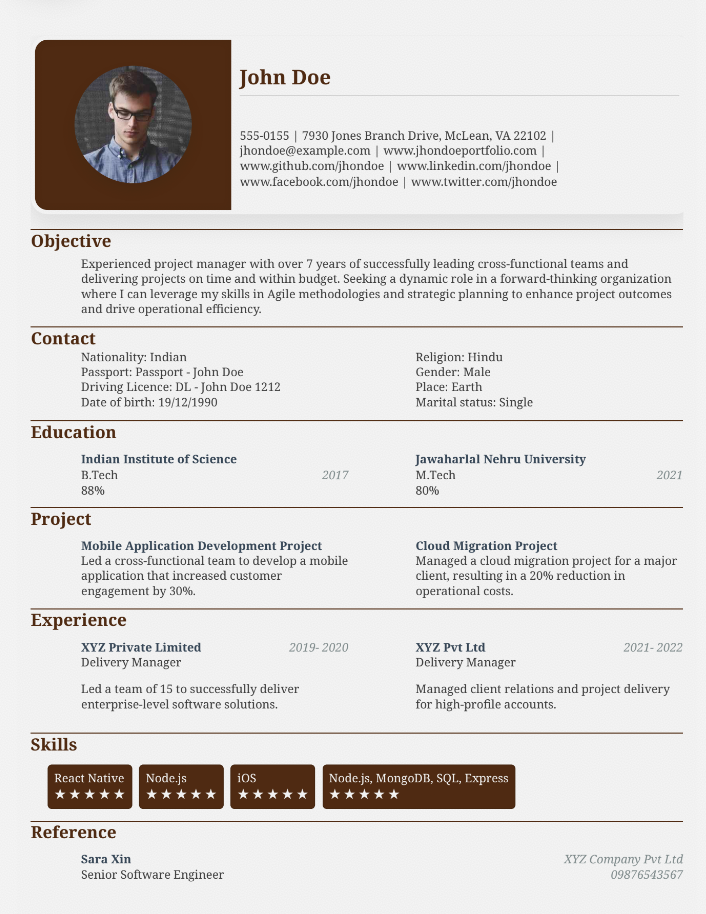 John Doe
555-0155 | 7930 Jones Branch Drive, McLean, VA 22102 |
jhondoe@example.com | www.jhondoeportfolio.com |
www.github.com/jhondoe | www.linkedin.com/jhondoe |
www.facebook.com/jhondoe | www.twitter.com/jhondoe
Objective
Experienced project manager with over 7 years of successfully leading cross-functional teams and
delivering projects on time and within budget. Seeking a dynamic role in a forward-thinking organization
where I can leverage my skills in Agile methodologies and strategic planning to enhance project outcomes
and drive operational efficiency.
Contact
Nationality: Indian
Passport: Passport - John Doe
Driving Licence: DL - John Doe 1212
Date of birth: 19/12/1990
Religion: Hindu
Gender: Male
Place: Earth
Marital status: Single
Education
Indian Institute of Science
B.Tech 2017
88%
Jawaharlal Nehru University
M.Tech 2021
80%
Project
Mobile Application Development Project
Led a cross-functional team to develop a mobile
application that increased customer
engagement by 30%.
Cloud Migration Project
Managed a cloud migration project for a major
client, resulting in a 20% reduction in
operational costs.
Experience
XYZ Private Limited 2019- 2020
Delivery Manager
Led a team of 15 to successfully deliver
enterprise-level software solutions.
XYZ Pvt Ltd 2021- 2022
Delivery Manager
Managed client relations and project delivery
for high-profile accounts.
Skills
React Native
★★★★★
Node.js
★★★★★
iOS
★★★★★
Node.js, MongoDB, SQL, Express
★★★★★
Reference
Sara Xin XYZ Company Pvt Ltd
Senior Software Engineer 09876543567